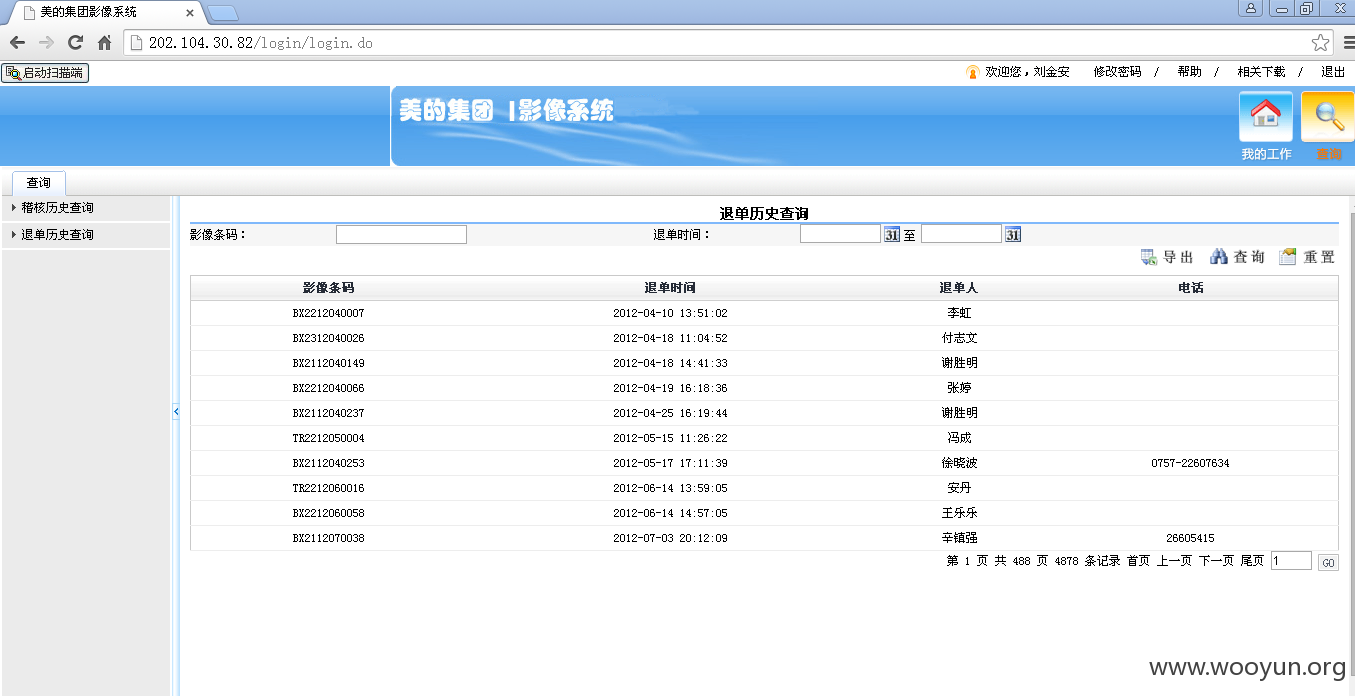 美的集团影像系统
202.104.30.82/login/login.do
启动扫描端 欢迎您，刘金安 修改密码 / 帮助 / 相关下载 / 退出
美的集团 |影像系统
我的工作 查询
查询
稽核历史查询
退单历史查询
退单历史查询
影像条码： 退单时间： 31 至 31
导出 查询 重置
影像条码 退单时间 退单人 电话
BX2212040007 2012-04-10 13:51:02 李虹
BX2312040026 2012-04-18 11:04:52 付志文
BX2112040149 2012-04-18 14:41:33 谢胜明
BX2212040066 2012-04-19 16:18:36 张婷
BX2112040237 2012-04-25 16:19:44 谢胜明
TR2212050004 2012-05-15 11:26:22 冯成
BX2112040253 2012-05-17 17:11:39 徐晓波 0757-22607634
TR2212060016 2012-06-14 13:59:05 安丹
BX2212060058 2012-06-14 14:57:05 王乐乐
BX2112070038 2012-07-03 20:12:09 辛镇强 26605415
第 1 页 共 488 页 4878 条记录 首页 上一页 下一页 尾页 1 GO
www.wooyun.org